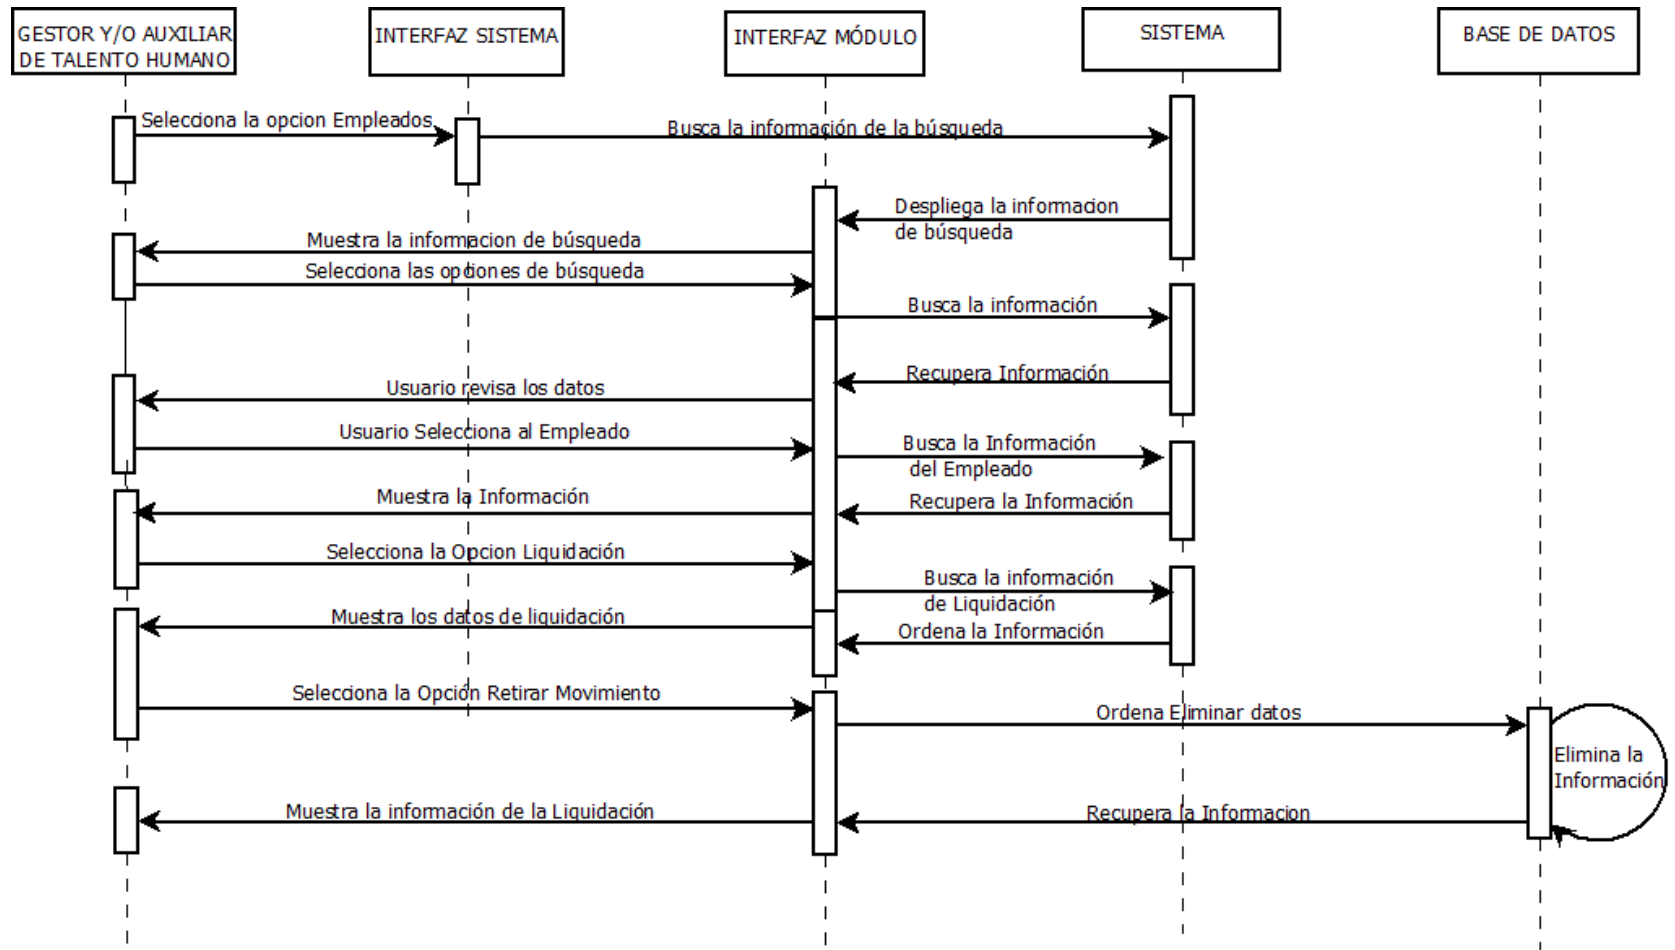 GESTOR Y/O AUXILIAR
DE TALENTO HUMANO
INTERFAZ SISTEMA
INTERFAZ MÓDULO
SISTEMA
BASE DE DATOS
Selecciona la opcion Empleados
Busca la información de la búsqueda
Despliega la informacion
de búsqueda
Muestra la informacion de búsqueda
Selecciona las opciones de búsqueda
Busca la información
Recupera Información
Usuario revisa los datos
Usuario Selecciona al Empleado
Busca la Información
del Empleado
Muestra la Información
Recupera la Información
Selecciona la Opcion Liquidación
Busca la información
de Liquidación
Muestra los datos de liquidación
Ordena la Información
Selecciona la Opción Retirar Movimiento
Ordena Eliminar datos
Elimina la
Información
Muestra la información de la Liquidación
Recupera la Informacion